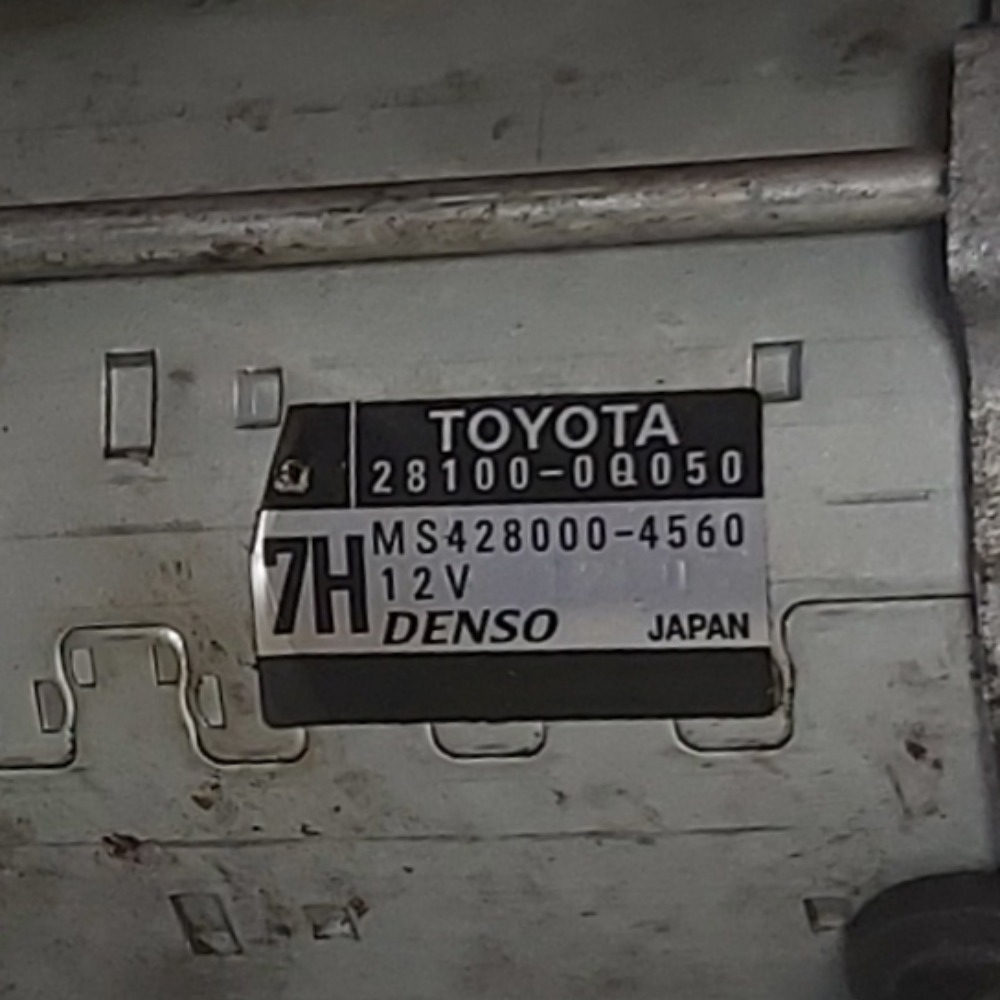 TOYOTA
28100-0Q050
7H
MS428000-4560
12V
DENSO JAPAN